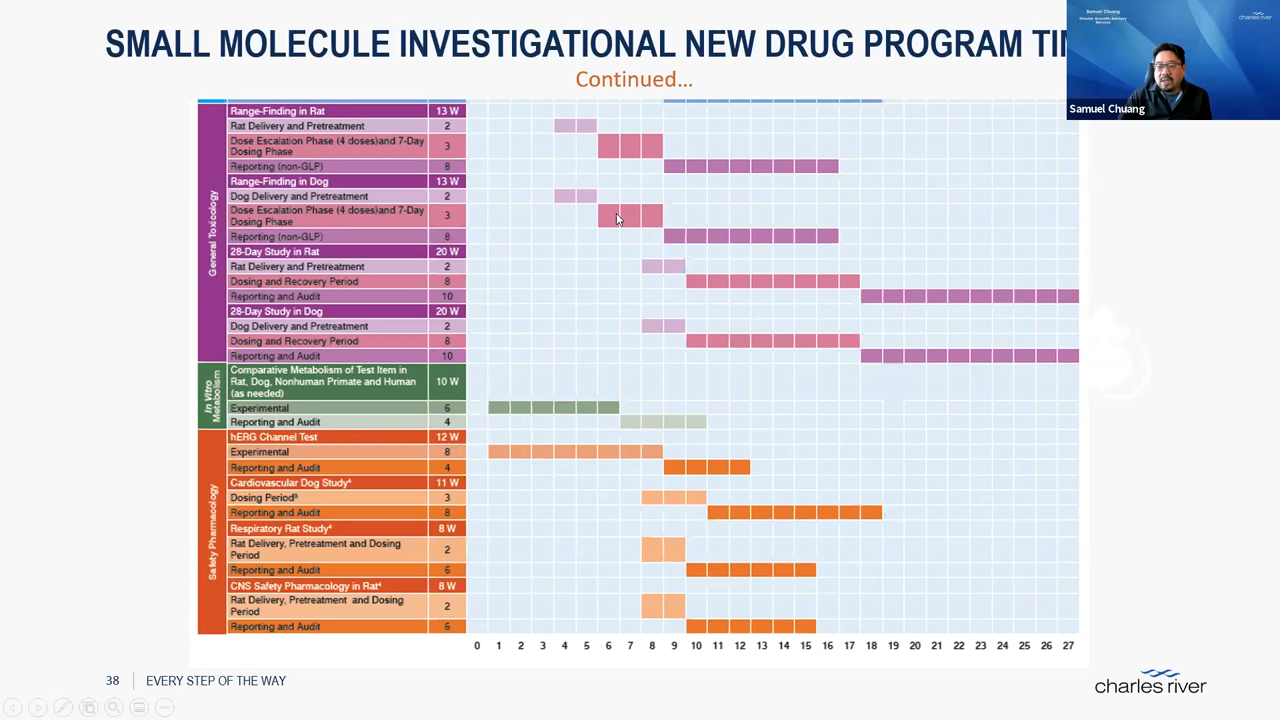 SMALL MOLECULE INVESTIGATIONAL NEW DRUG PROGRAM
Continued…
Samuel Chuang
Director, Scientific Advisory
Services
charles river
Samuel Chuang
General Toxicology
Range-Finding in Rat 13 W
Rat Delivery and Pretreatment 2
Dose Escalation Phase (4 doses)and 7-Day
Dosing Phase 3
Reporting (non-GLP) 8
Range-Finding in Dog 13 W
Dog Delivery and Pretreatment 2
Dose Escalation Phase (4 doses)and 7-Day
Dosing Phase 3
Reporting (non-GLP) 8
28-Day Study in Rat 20 W
Rat Delivery and Pretreatment 2
Dosing and Recovery Period 8
Reporting and Audit 10
28-Day Study in Dog 20 W
Dog Delivery and Pretreatment 2
Dosing and Recovery Period 8
Reporting and Audit 10
In Vitro
Metabolism
Comparative Metabolism of Test Item in
Rat, Dog, Nonhuman Primate and Human 10 W
(as needed)
Experimental 6
Reporting and Audit 4
Safety Pharmacology
hERG Channel Test 12 W
Experimental 8
Reporting and Audit 4
Cardiovascular Dog Study⁴ 11 W
Dosing Period³ 3
Reporting and Audit 8
Respiratory Rat Study⁴ 8 W
Rat Delivery, Pretreatment and Dosing
Period 2
Reporting and Audit 6
CNS Safety Pharmacology in Rat⁴ 8 W
Rat Delivery, Pretreatment and Dosing
Period 2
Reporting and Audit 6
0 1 2 3 4 5 6 7 8 9 10 11 12 13 14 15 16 17 18 19 20 21 22 23 24 25 26 27
38 EVERY STEP OF THE WAY
charles river